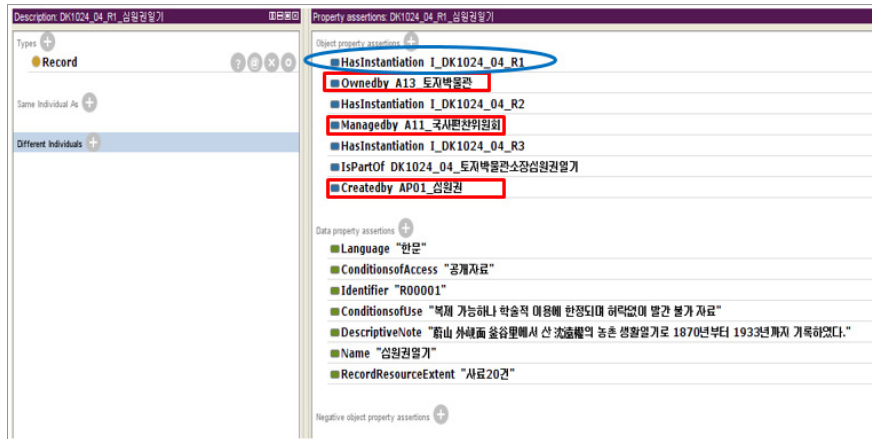 Description: DK1024_04_R1_심원권일기
Types
Record
Same Individual As
Different Individuals
Property assertions: DK1024_04_R1_심원권일기
Object property assertions
HasInstantiation I_DK1024_04_R1
Ownedby A13_토지박물관
HasInstantiation I_DK1024_04_R2
Managedby A11_국사편찬위원회
HasInstantiation I_DK1024_04_R3
IsPartOf DK1024_04_토지박물관소장심원권일기
Createdby AP01_심원권
Data property assertions
Language "한문"
ConditionsofAccess "공개자료"
Identifier "R00001"
ConditionsofUse "복제 가능하나 학술적 이용에 한정되며 허락없이 발간 불가 자료"
DescriptiveNote "蔚山 外峴面 釜谷里에서 산 沈遠權의 농촌 생활일기로 1870년부터 1933년까지 기록하였다."
Name "심원권일기"
RecordResourceExtent "사료20건"
Negative object property assertions